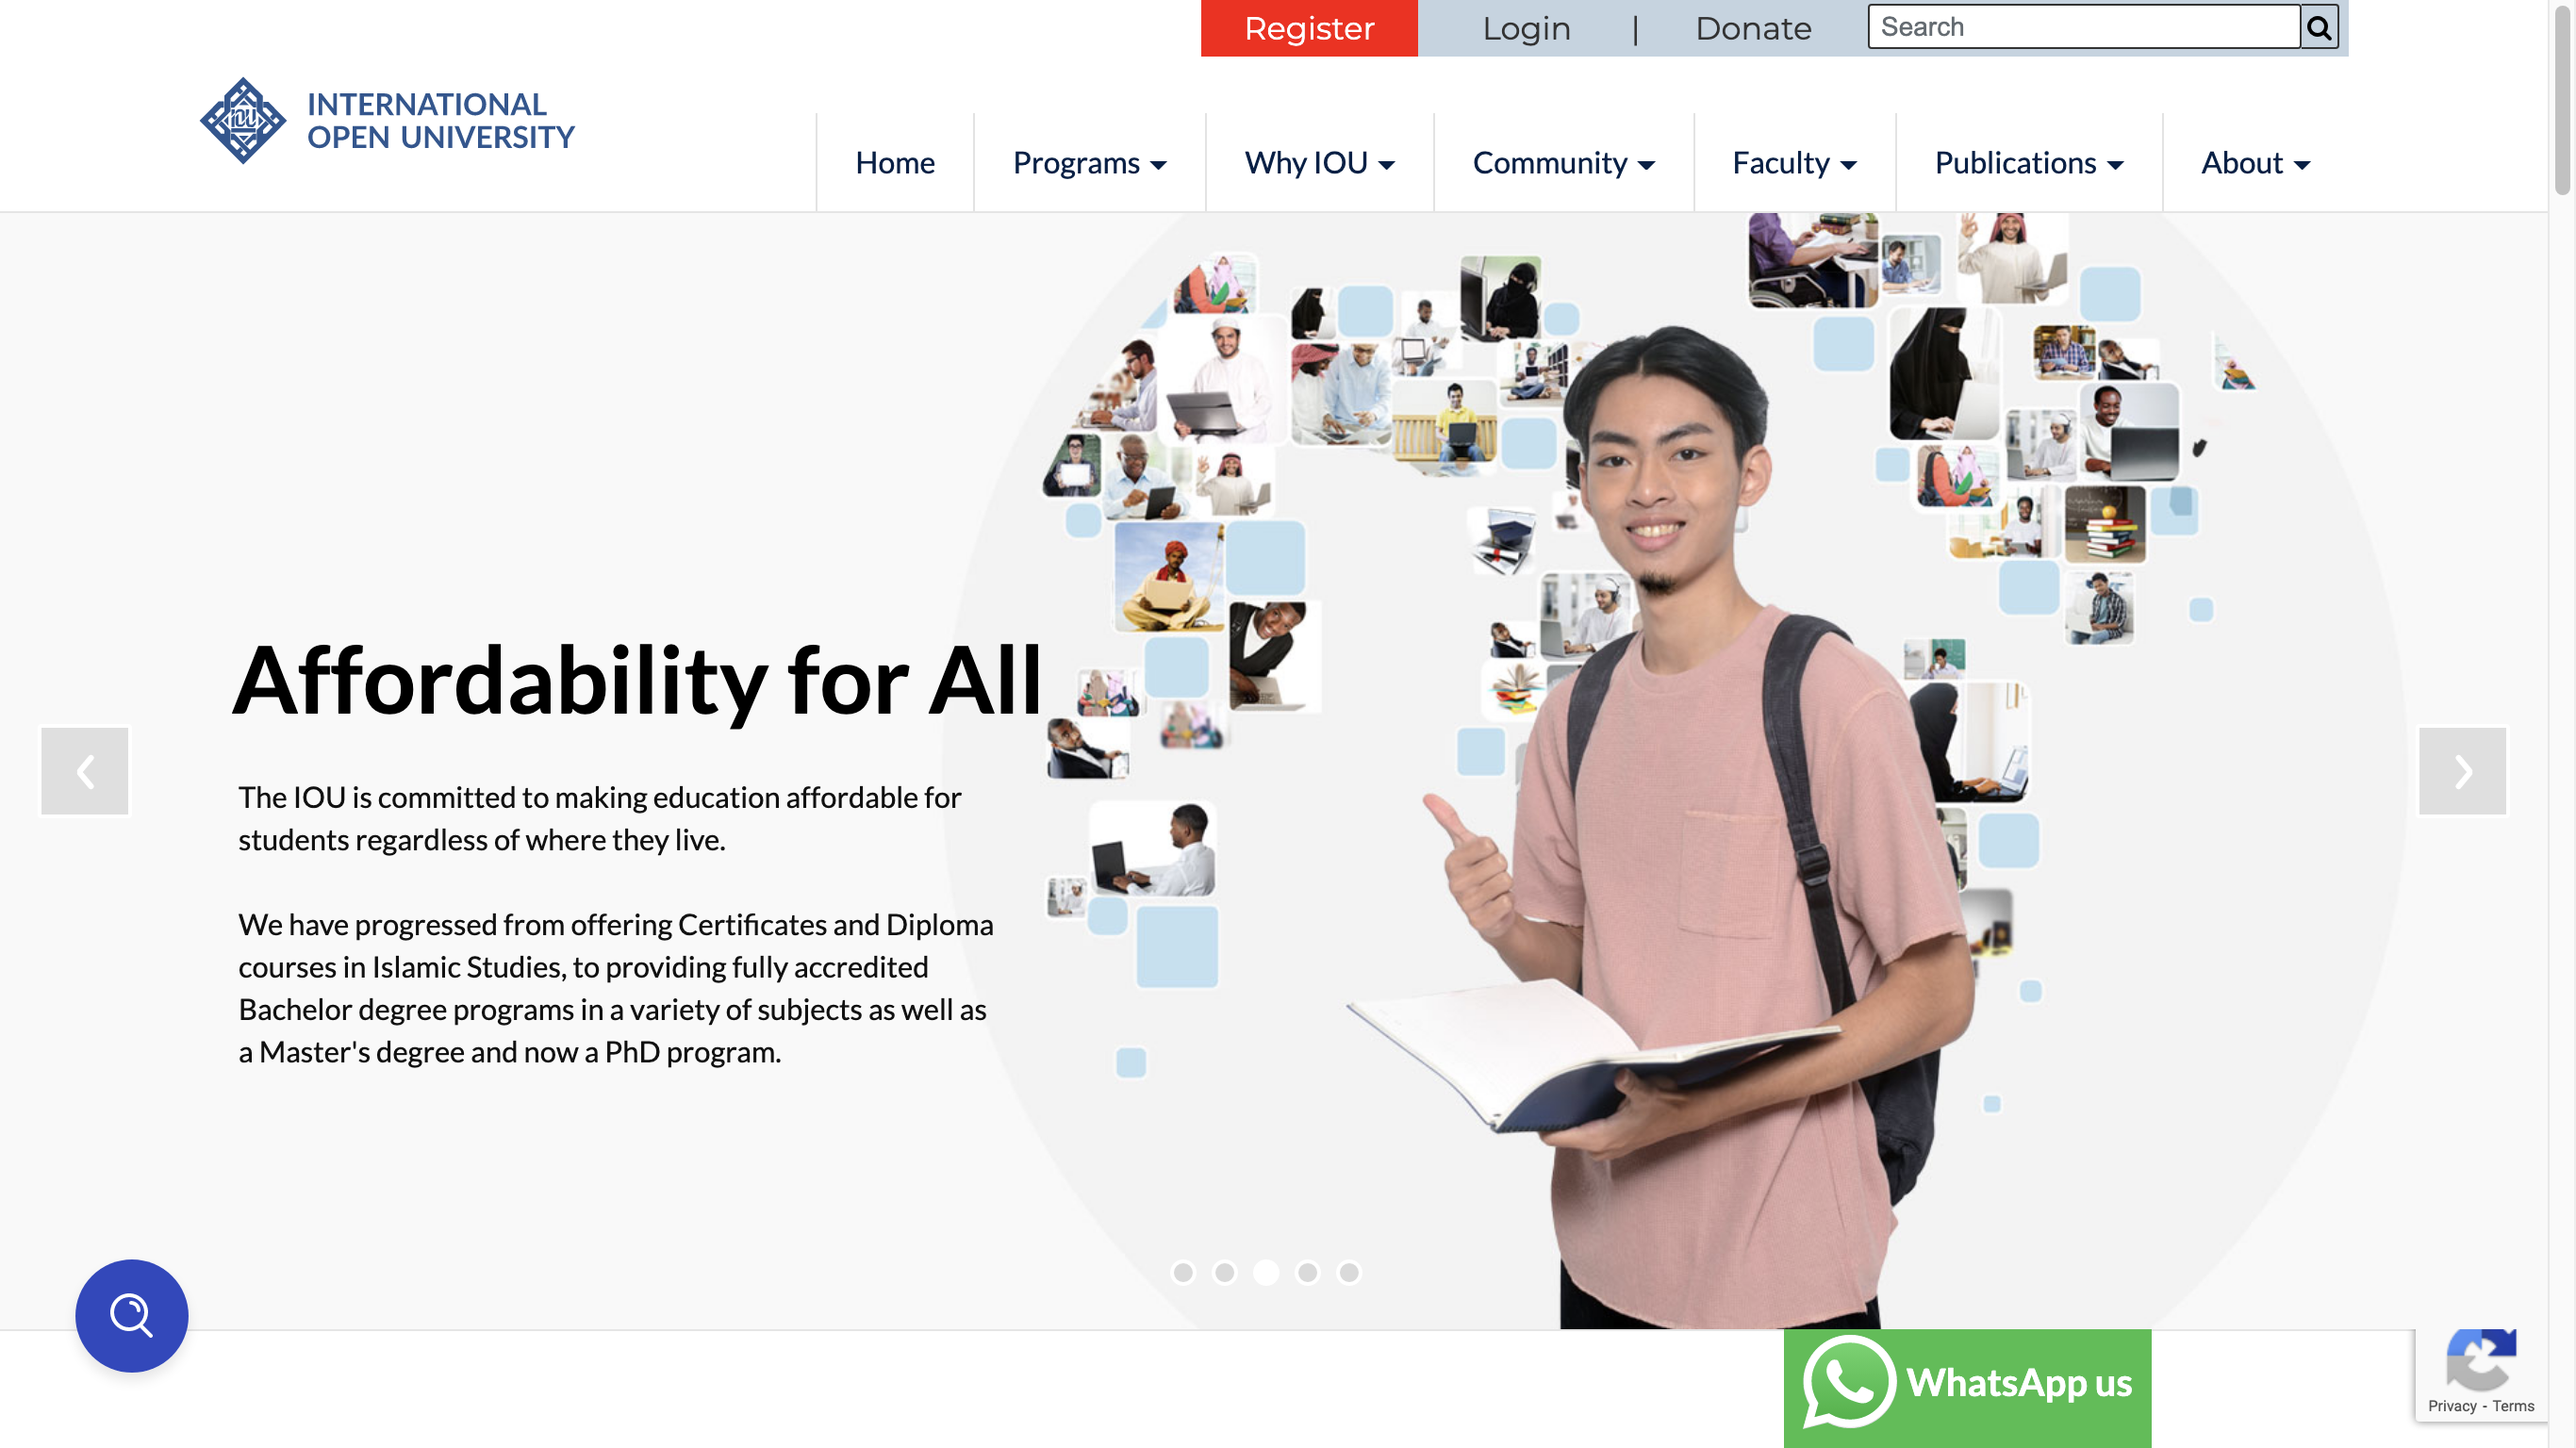 Register
Login
|
Donate
Search
INTERNATIONAL
OPEN UNIVERSITY
Home
Programs
Why IOU
Community
Faculty
Publications
About
Affordability for All
The IOU is committed to making education affordable for
students regardless of where they live.
We have progressed from offering Certificates and Diploma
courses in Islamic Studies, to providing fully accredited
Bachelor degree programs in a variety of subjects as well as
a Master's degree and now a PhD program.
WhatsApp us
Privacy - Terms